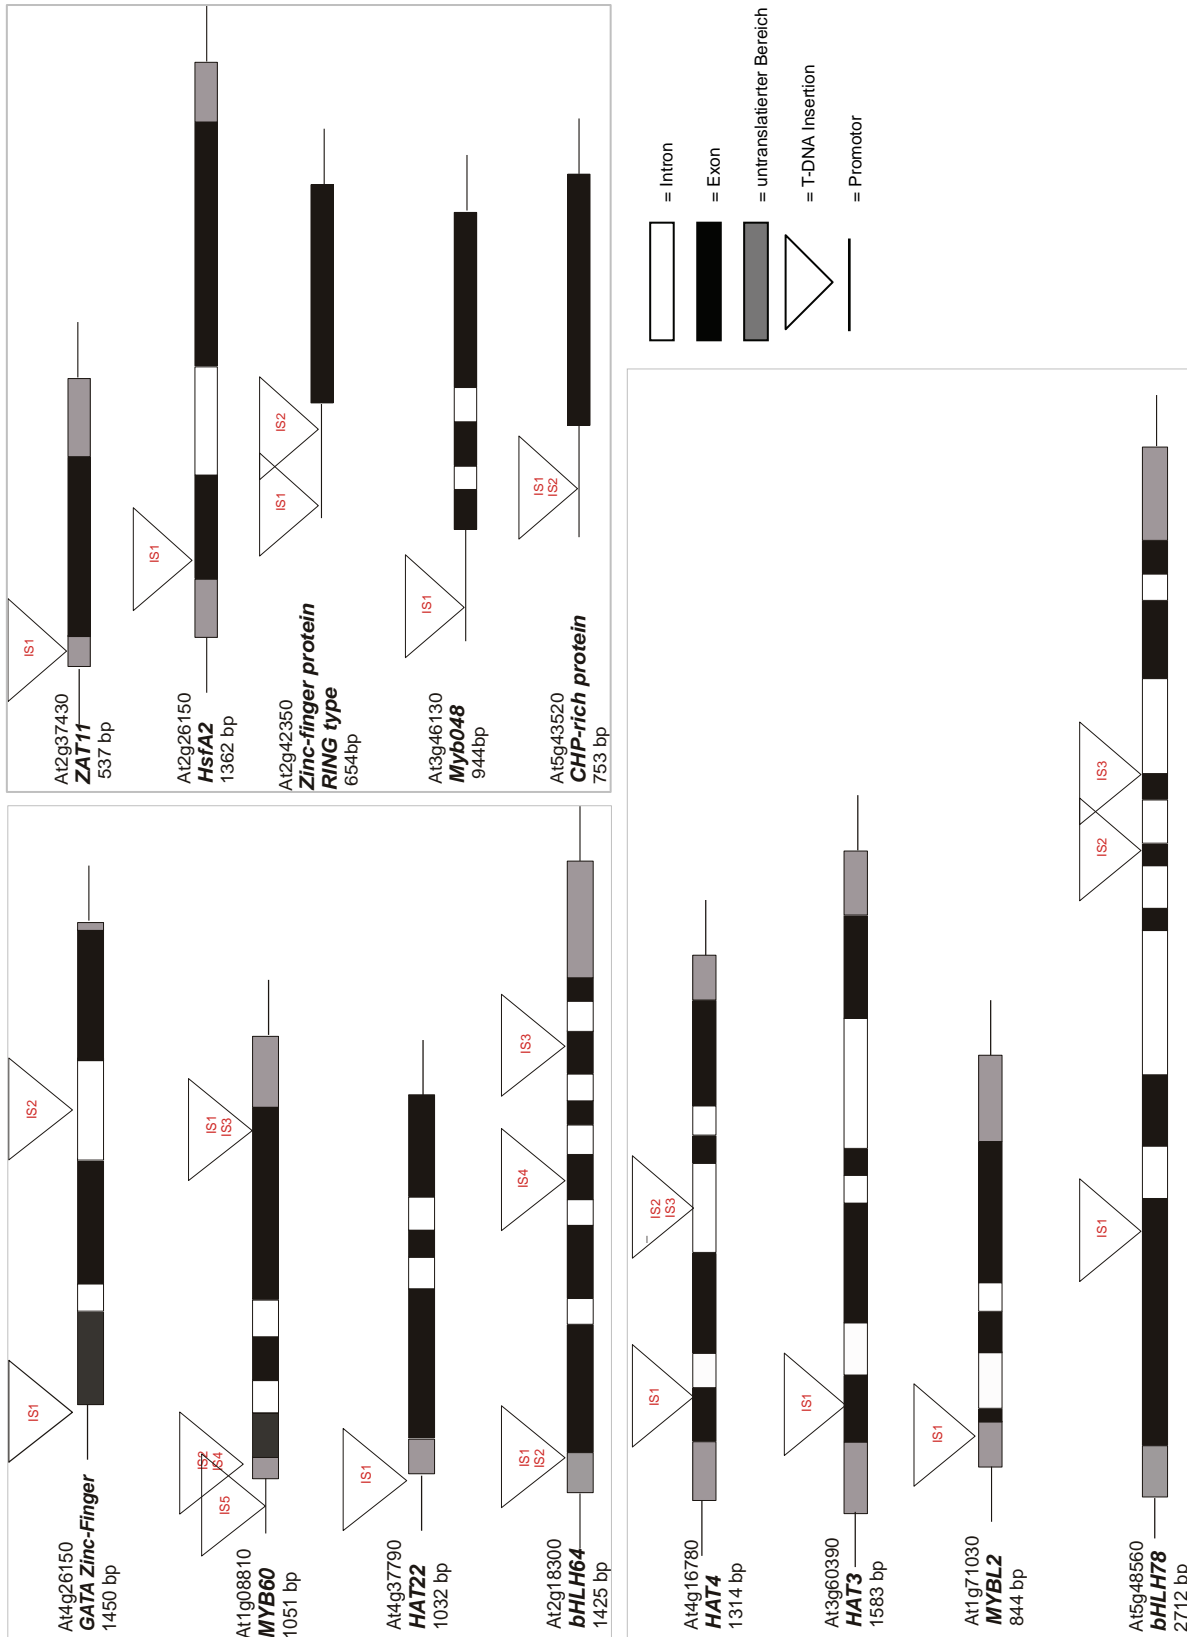 At4g26150
GATA Zinc-Finger
1450 bp
IS1
IS2
At1g08810
MYB60
1051 bp
IS2
IS4
IS5
IS1
IS3
At4g37790
HAT22
1032 bp
IS1
At2g18300
bHLH64
1425 bp
IS1
IS2
IS4
IS3
At2g37430
ZAT11
537 bp
IS1
At2g26150
HsfA2
1362 bp
IS1
At2g42350
Zinc-finger protein
RING type
654bp
IS1
IS2
At3g46130
Myb048
944bp
IS1
At5g43520
CHP-rich protein
753 bp
IS1
IS2
At4g16780
HAT4
1314 bp
IS1
IS2
IS3
At3g60390
HAT3
1583 bp
IS1
At1g71030
MYBL2
844 bp
IS1
At5g48560
bHLH78
2712 bp
IS1
IS2
IS3
= Intron
= Exon
= untranslatierter Bereich
= T-DNA Insertion
= Promotor